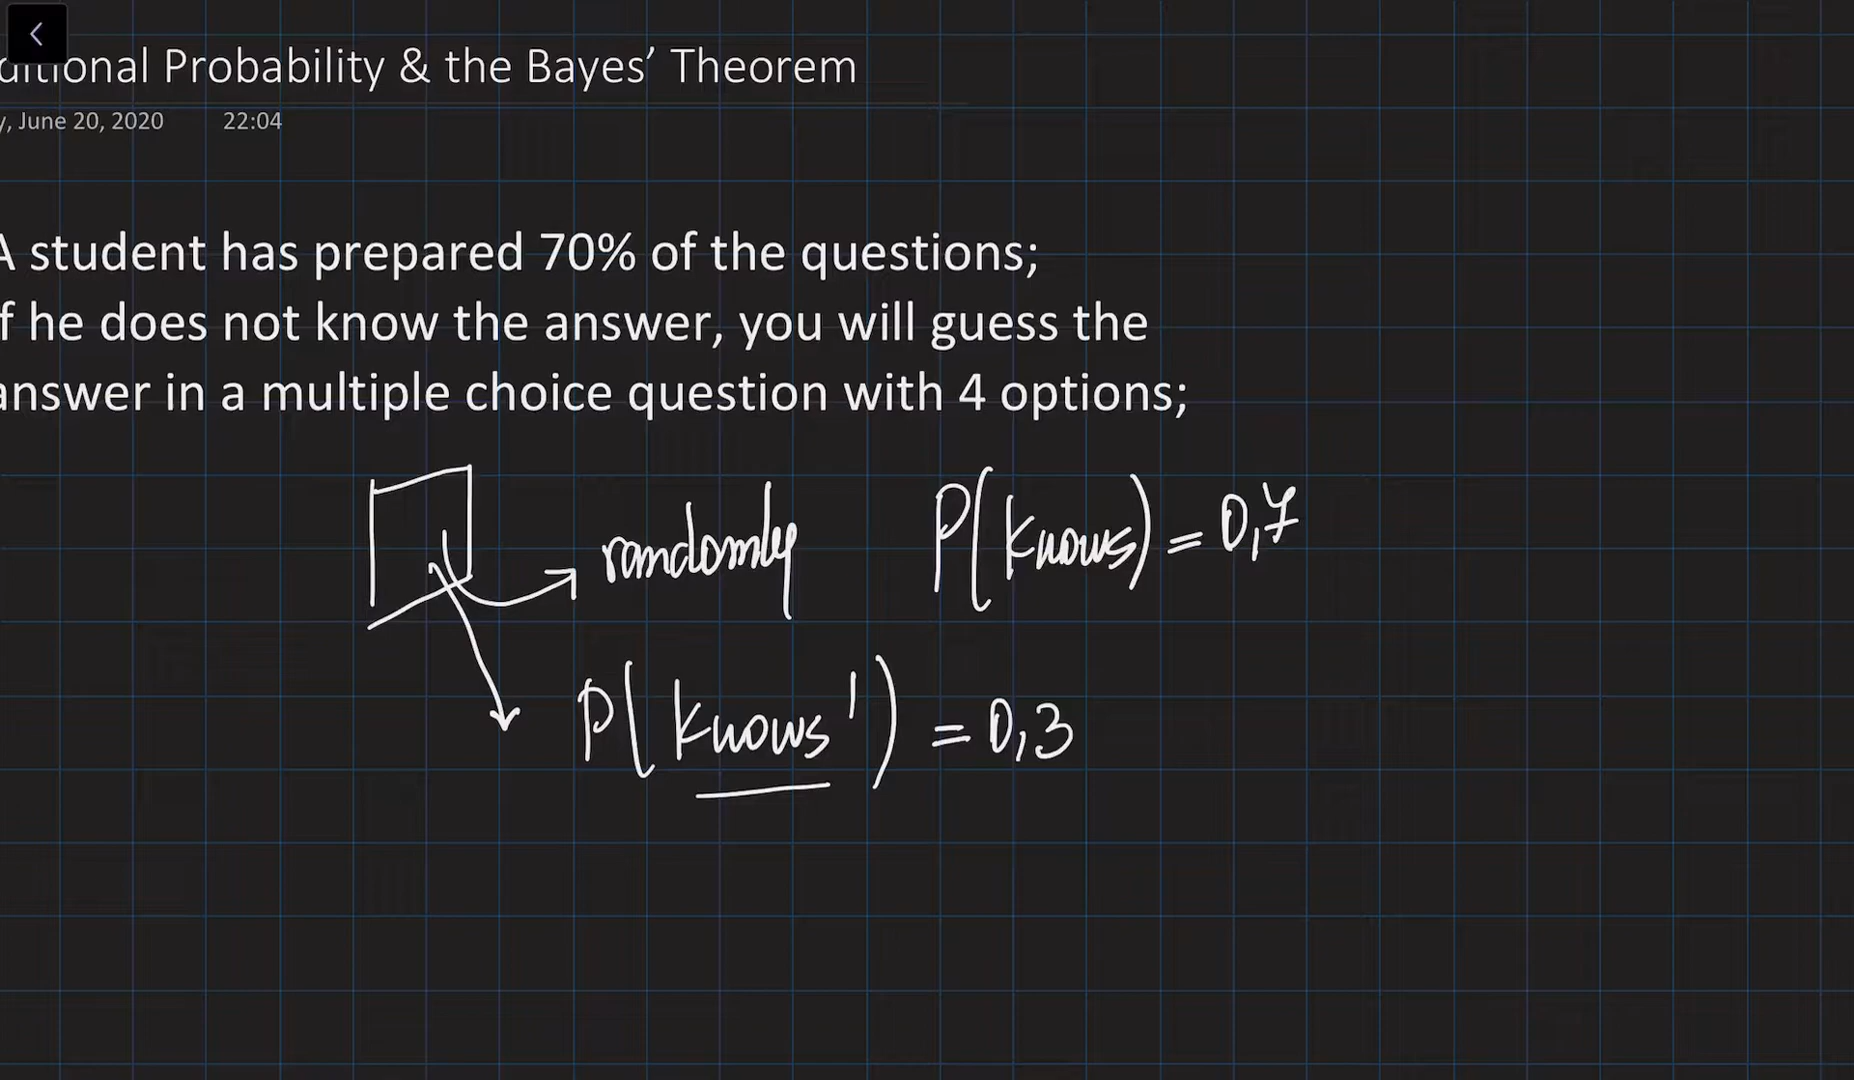 ditional Probability & the Bayes’ Theorem
y, June 20, 2020 22:04
A student has prepared 70% of the questions;
f he does not know the answer, you will guess the
answer in a multiple choice question with 4 options;
randomly P(knows) = 0,7
P(knows') = 0,3